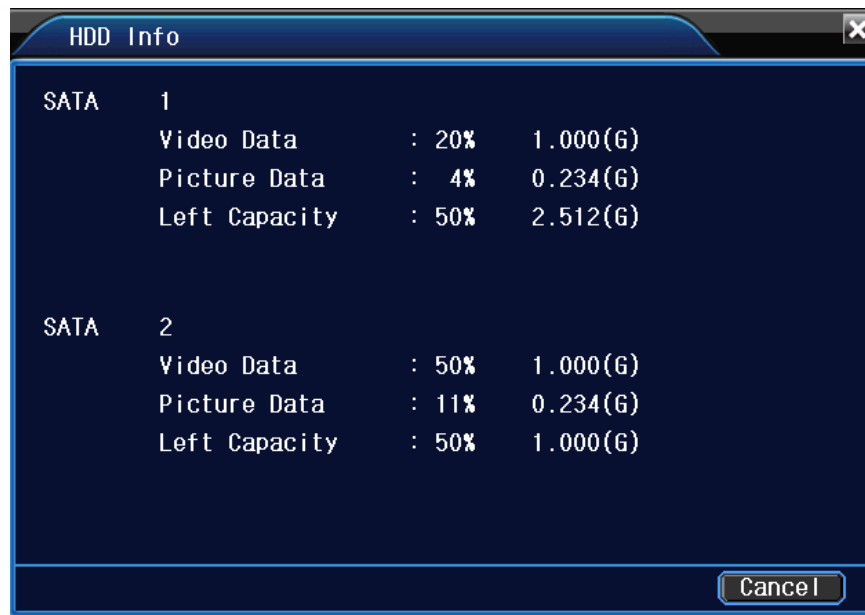 HDD Info
SATA 1
Video Data : 20% 1.000(G)
Picture Data : 4% 0.234(G)
Left Capacity : 50% 2.512(G)
SATA 2
Video Data : 50% 1.000(G)
Picture Data : 11% 0.234(G)
Left Capacity : 50% 1.000(G)
Cancel